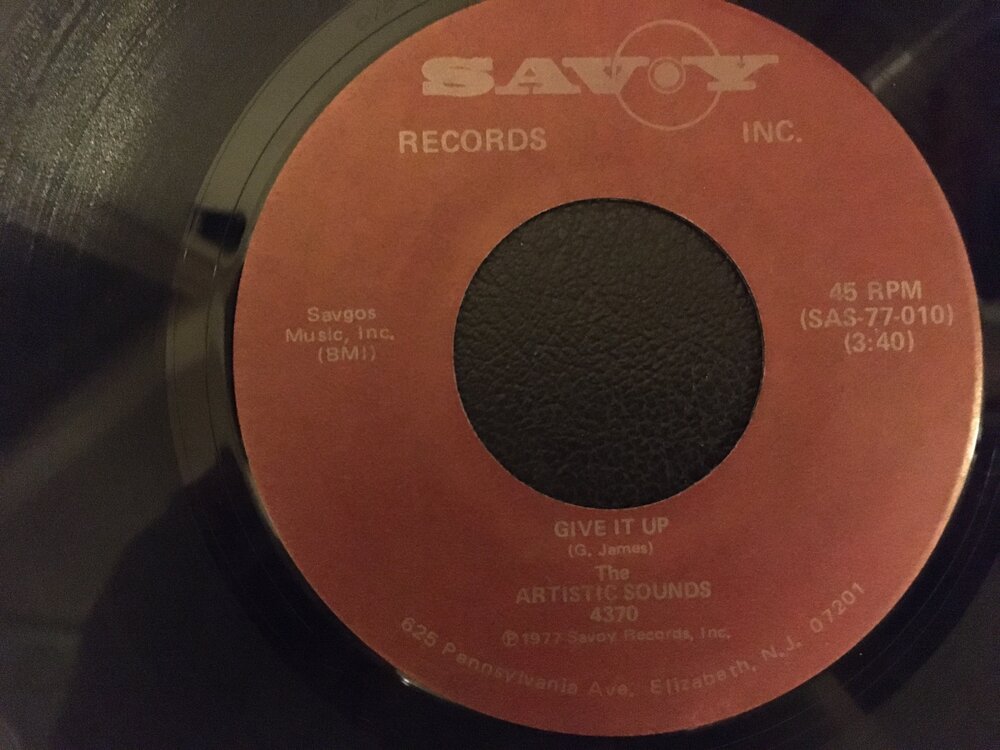 SAVOY
RECORDS INC.
Savgos
Music, Inc.
(BMI)
45 RPM
(SAS-77-010)
(3:40)
GIVE IT UP
(G. James)
The
ARTISTIC SOUNDS
4370
℗1977 Savoy Records, Inc.
625 Pennsylvania Ave. Elizabeth, N.J. 07201